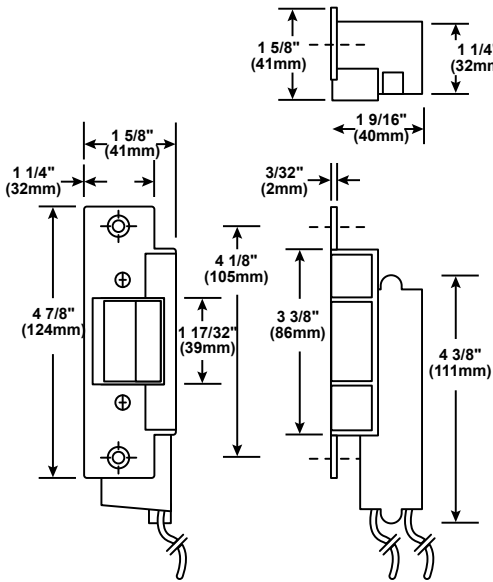 1 5/8"
(41mm)
1 1/4"
1 9/16"
(40mm)
1 5/8"
(41mm)
1 1/4"
(32mm)
3/32"
(2mm)
4 1/8"
(105mm)
4 7/8"
(124mm)
1 17/32"
(39mm)
3 3/8"
(86mm)
4 3/8"
(111mm)